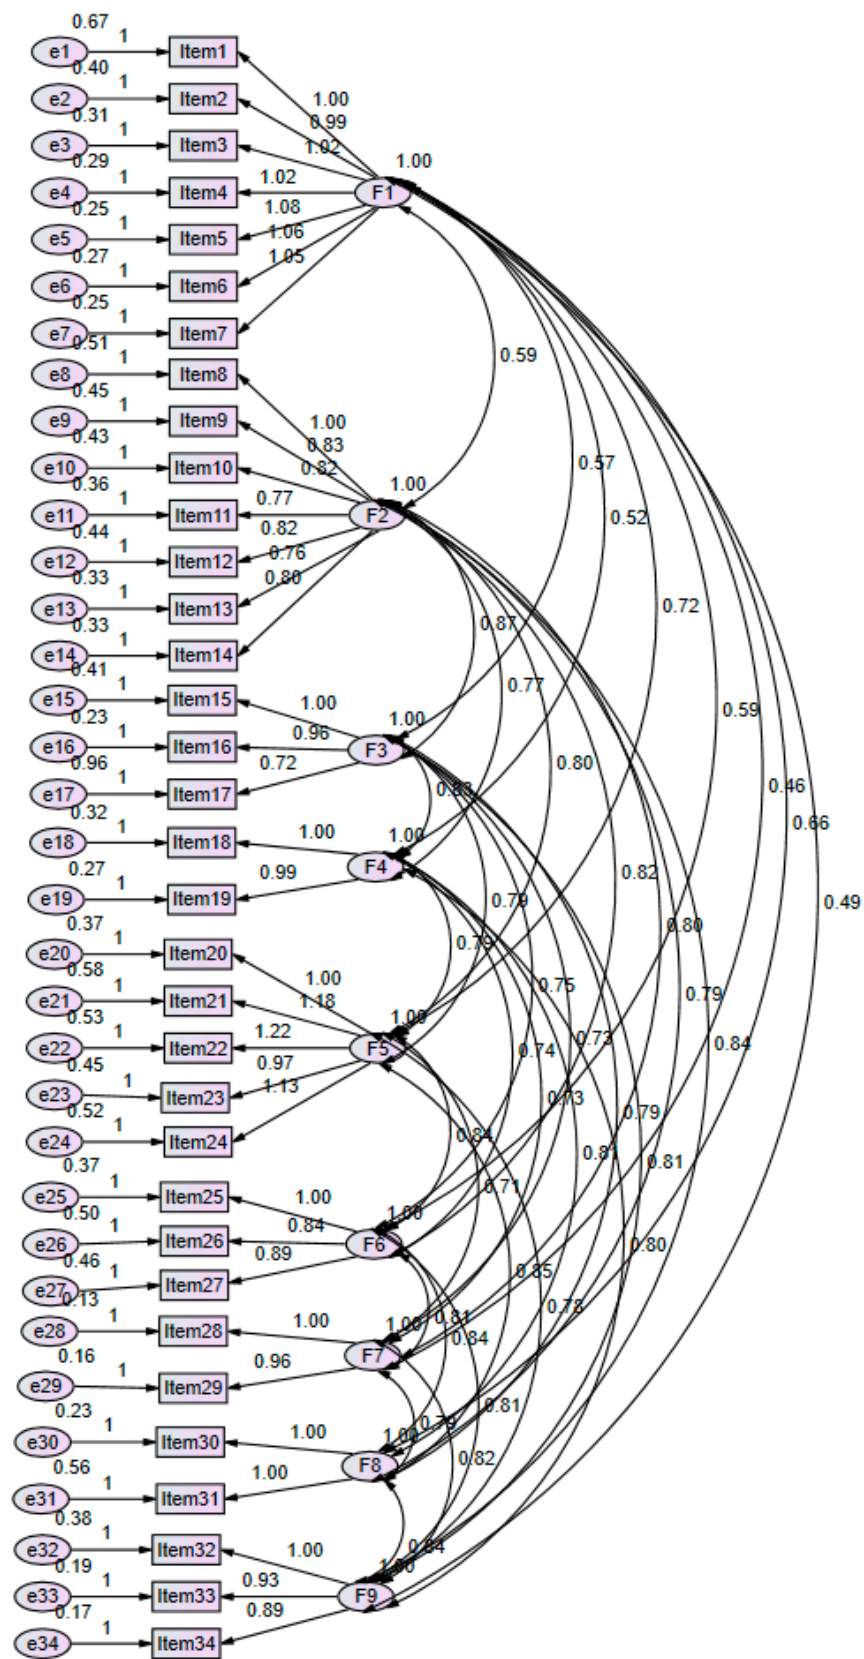 0.67
e1 1 Item1
0.40
e2 1 Item2
1.00
0.31
0.99
e3 1 Item3
1.02
0.29
1.00
e4 1 Item4 1.02 F1
0.25
1.08
e5 1 Item5
1.06
0.27
1.05
e6 1 Item6
0.25
e7 1 Item7
0.51
0.59
e8 1 Item8
0.45
e9 1 Item9
1.00
0.43
0.83
e10 1 Item10
0.82
0.57
0.36
1.00
e11 1 Item11 0.77 F2
0.52
0.44
0.82
e12 1 Item12
0.76
0.33
0.80
e13 1 Item13
0.72
0.33
0.87
e14 1 Item14
0.41
0.77
e15 1 Item15
1.00
0.59
0.23
1.00
e16 1 Item16 0.96 F3
0.96
0.72
0.80
0.46
e17 1 Item17
0.83
0.32
0.66
e18 1 Item18 1.00
1.00
F4
0.27
0.82
e19 1 Item19 0.99
0.79
0.49
0.37
0.80
e20 1 Item20
0.79
0.58
1.00
0.75
0.79
e21 1 Item21
1.18
0.53
1.00
0.73
e22 1 Item22 1.22 F5
0.74
0.84
0.45
0.97
e23 1 Item23
1.13
0.73
0.52
0.79
e24 1 Item24
0.84
0.37
0.71
0.81
0.81
e25 1 Item25 1.00
0.50
1.00
e26 1 Item26 0.84 F6
0.80
0.46
0.89
0.85
e27 1 Item27
0.13
0.78
e28 1 Item28 1.00
1.00
0.81
0.84
0.16
F7
e29 1 Item29 0.96
0.23
0.81
e30 1 Item30 1.00
1.00
0.79
0.56
F8
0.82
e31 1 Item31 1.00
0.38
e32 1 Item32 1.00
0.84
0.19
1.00
e33 1 Item33 0.93 F9
0.17
0.89
e34 1 Item34